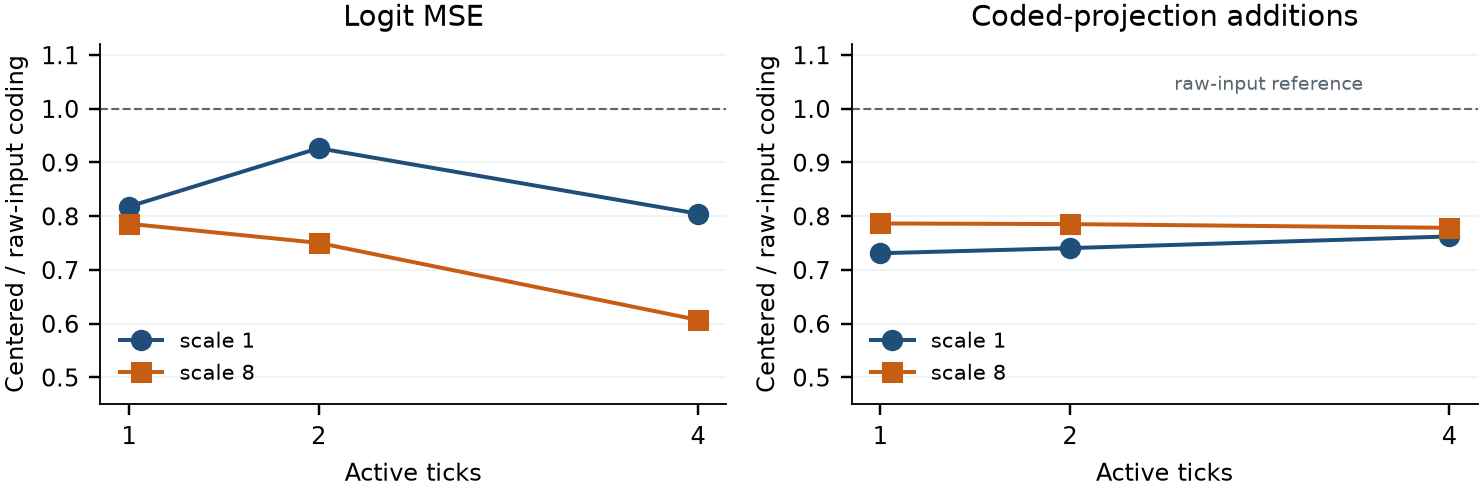 Logit MSE
Centered / raw-input coding
1.1
1.0
0.9
0.8
0.7
0.6
0.5
scale 1
scale 8
1 2 4
Active ticks
Coded-projection additions
Centered / raw-input coding
1.1
1.0
0.9
0.8
0.7
0.6
0.5
raw-input reference
scale 1
scale 8
1 2 4
Active ticks